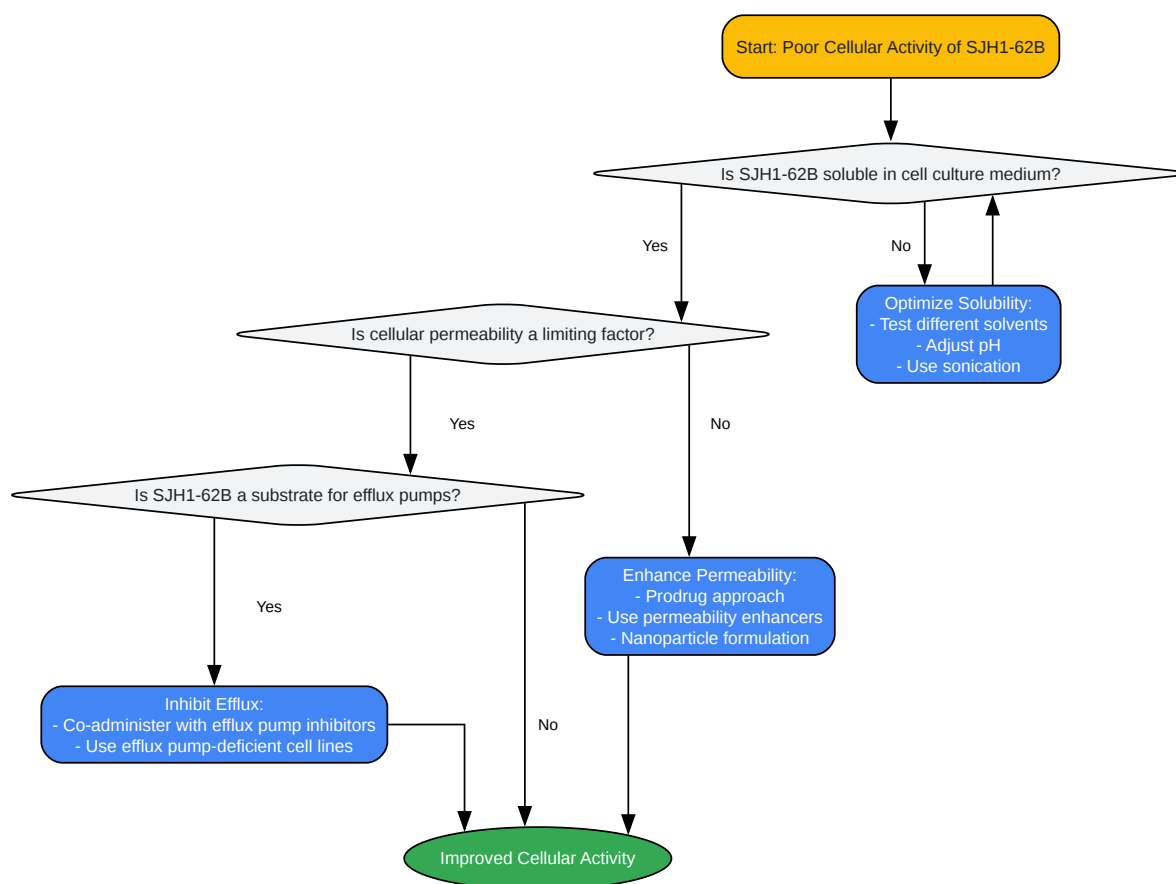 Start: Poor Cellular Activity of SJH1-62B
Is SJH1-62B soluble in cell culture medium?
Yes
No
Optimize Solubility:
- Test different solvents
- Adjust pH
- Use sonication
Is cellular permeability a limiting factor?
Yes
No
Is SJH1-62B a substrate for efflux pumps?
Enhance Permeability:
- Prodrug approach
- Use permeability enhancers
- Nanoparticle formulation
Yes
No
Inhibit Efflux:
- Co-administer with efflux pump inhibitors
- Use efflux pump-deficient cell lines
Improved Cellular Activity